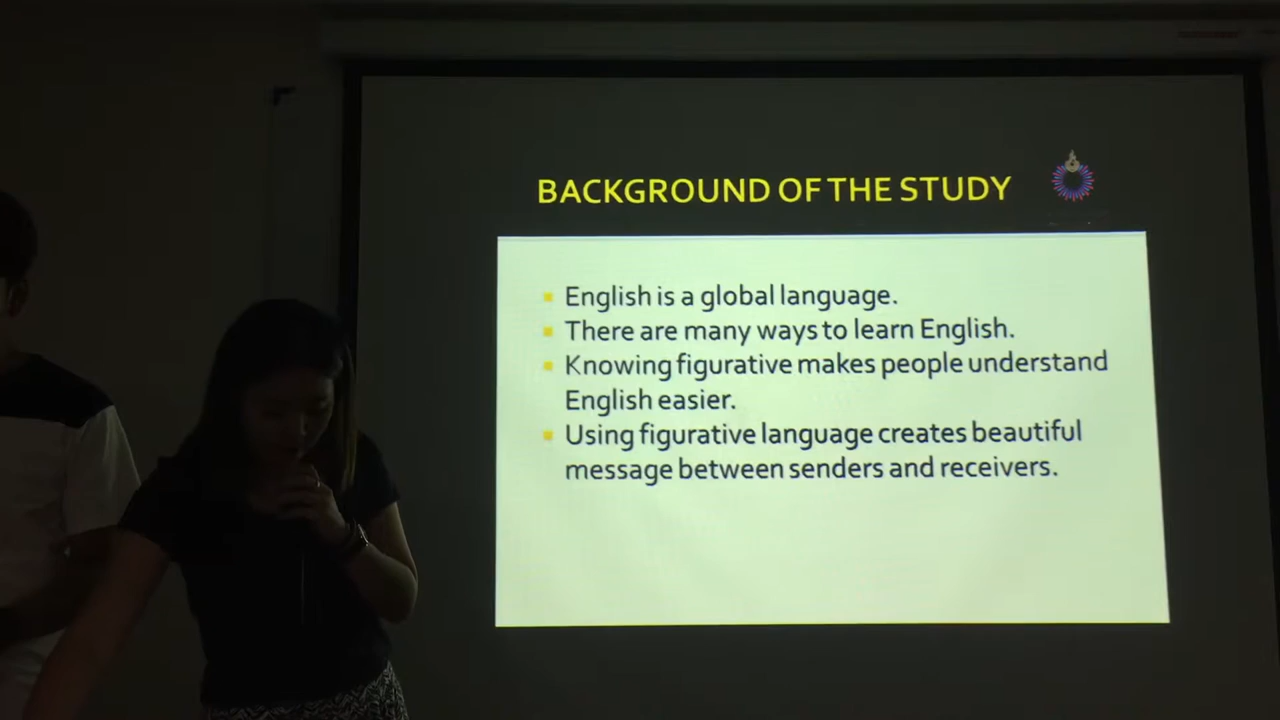 BACKGROUND OF THE STUDY
English is a global language.
There are many ways to learn English.
Knowing figurative makes people understand
English easier.
Using figurative language creates beautiful
message between senders and receivers.